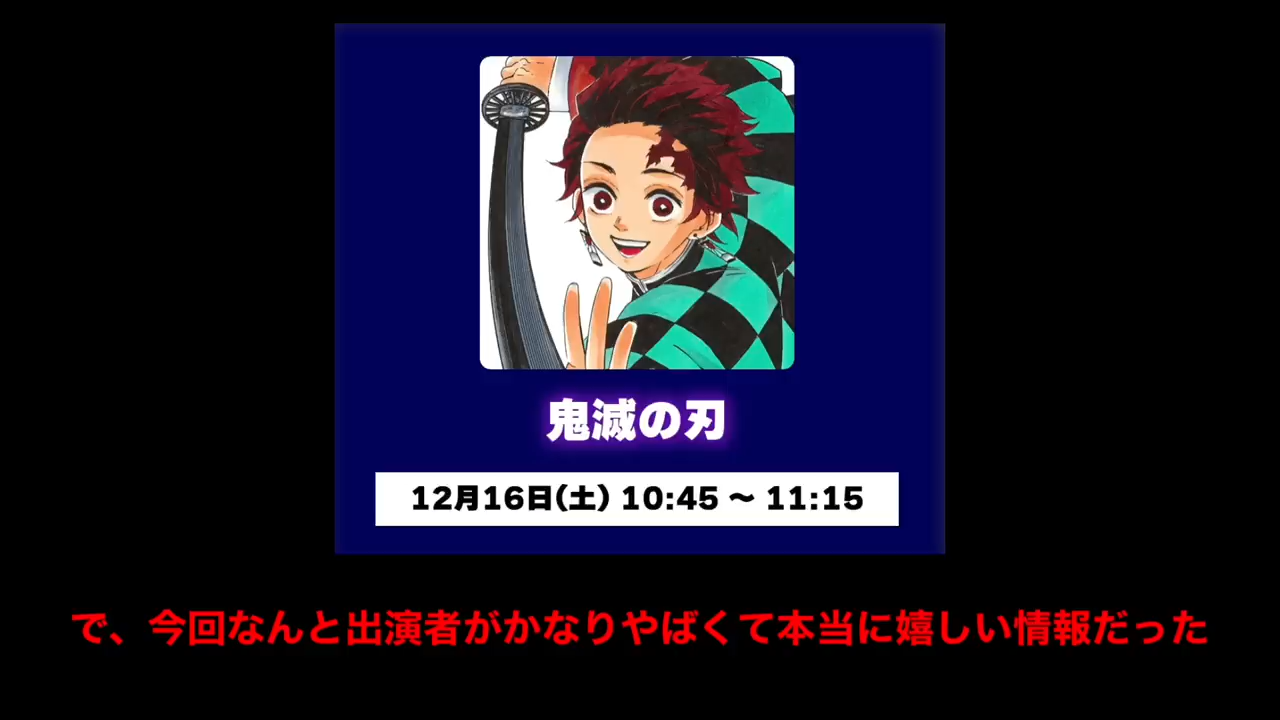 鬼滅の刃
12月16日(土) 10:45 〜 11:15
で、今回なんと出演者がかなりやばくて本当に嬉しい情報だった